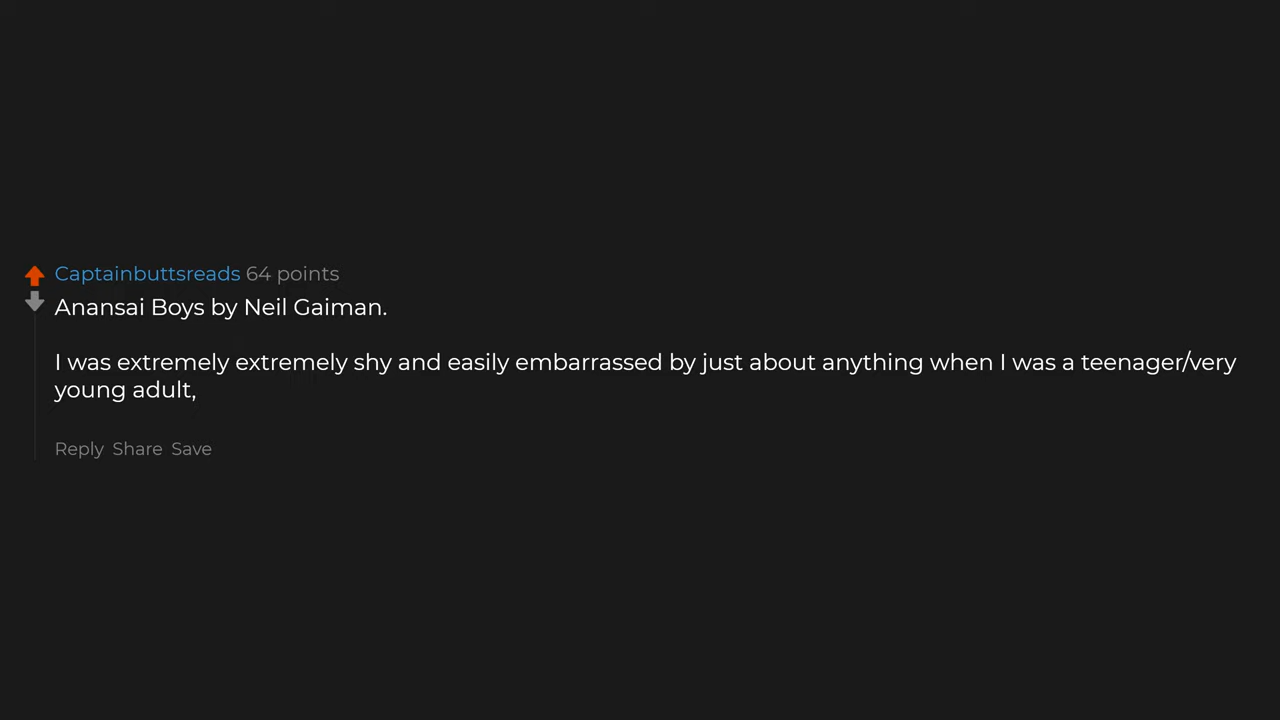 Captainbuttsreads 64 points
Anansai Boys by Neil Gaiman.
I was extremely extremely shy and easily embarrassed by just about anything when I was a teenager/very
young adult,
Reply Share Save